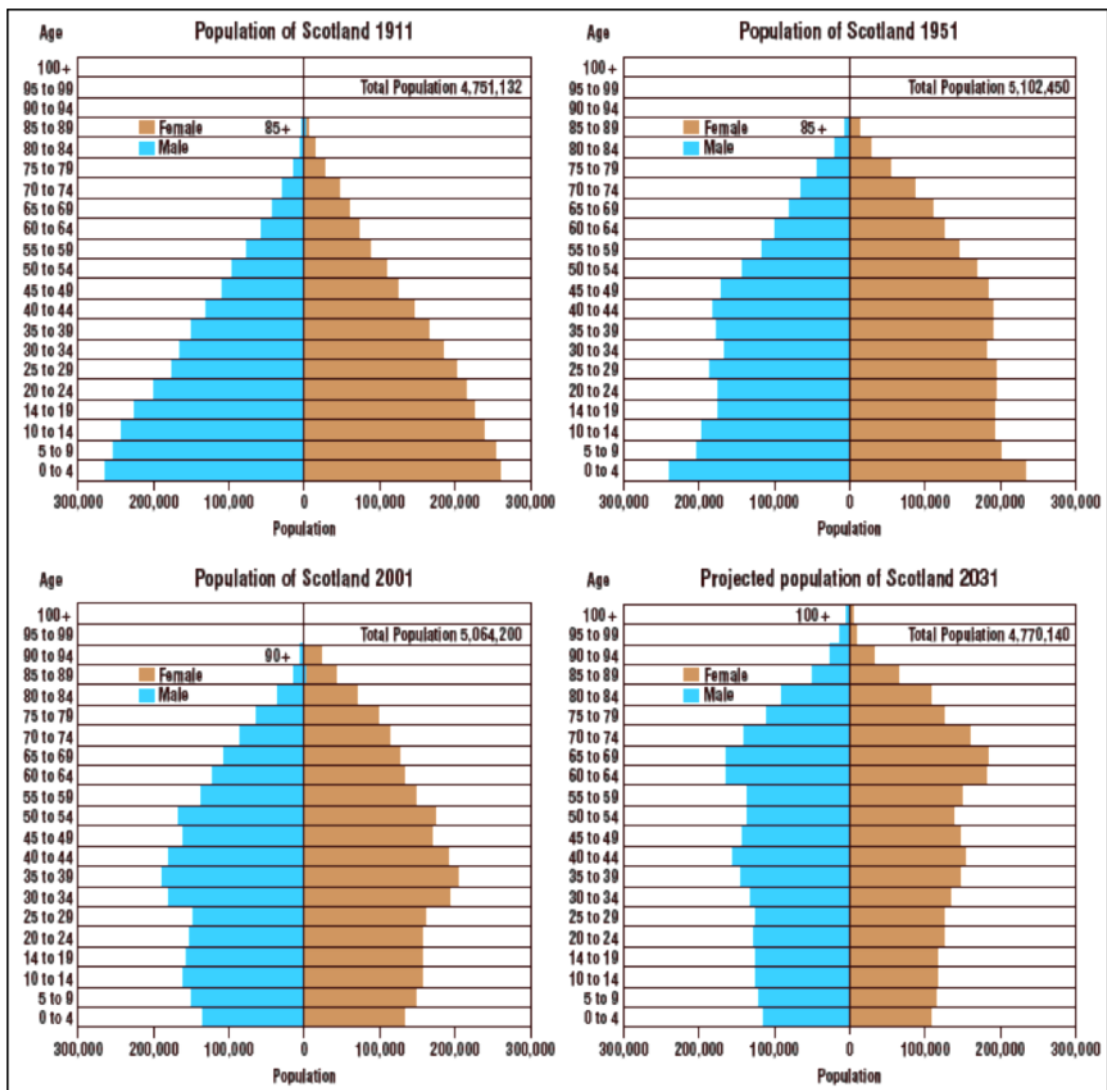 Age Population of Scotland 1911
100+
95 to 99 Total Population 4,751,132
90 to 94
85 to 89 Female 85+
80 to 84 Male
75 to 79
70 to 74
65 to 69
60 to 64
55 to 59
50 to 54
45 to 49
40 to 44
35 to 39
30 to 34
25 to 29
20 to 24
14 to 19
10 to 14
5 to 9
0 to 4
300,000 200,000 100,000 0 100,000 200,000 300,000
Population
Age Population of Scotland 1951
100+
95 to 99 Total Population 5,102,450
90 to 94
85 to 89 Female 85+
80 to 84 Male
75 to 79
70 to 74
65 to 69
60 to 64
55 to 59
50 to 54
45 to 49
40 to 44
35 to 39
30 to 34
25 to 29
20 to 24
14 to 19
10 to 14
5 to 9
0 to 4
300,000 200,000 100,000 0 100,000 200,000 300,000
Population
Age Population of Scotland 2001
100+
95 to 99 Total Population 5,064,200
90 to 94 90+
85 to 89 Female
80 to 84 Male
75 to 79
70 to 74
65 to 69
60 to 64
55 to 59
50 to 54
45 to 49
40 to 44
35 to 39
30 to 34
25 to 29
20 to 24
14 to 19
10 to 14
5 to 9
0 to 4
300,000 200,000 100,000 0 100,000 200,000 300,000
Population
Age Projected population of Scotland 2031
100+ 100+
95 to 99 Total Population 4,770,140
90 to 94
85 to 89 Female
80 to 84 Male
75 to 79
70 to 74
65 to 69
60 to 64
55 to 59
50 to 54
45 to 49
40 to 44
35 to 39
30 to 34
25 to 29
20 to 24
14 to 19
10 to 14
5 to 9
0 to 4
300,000 200,000 100,000 0 100,000 200,000 300,000
Population